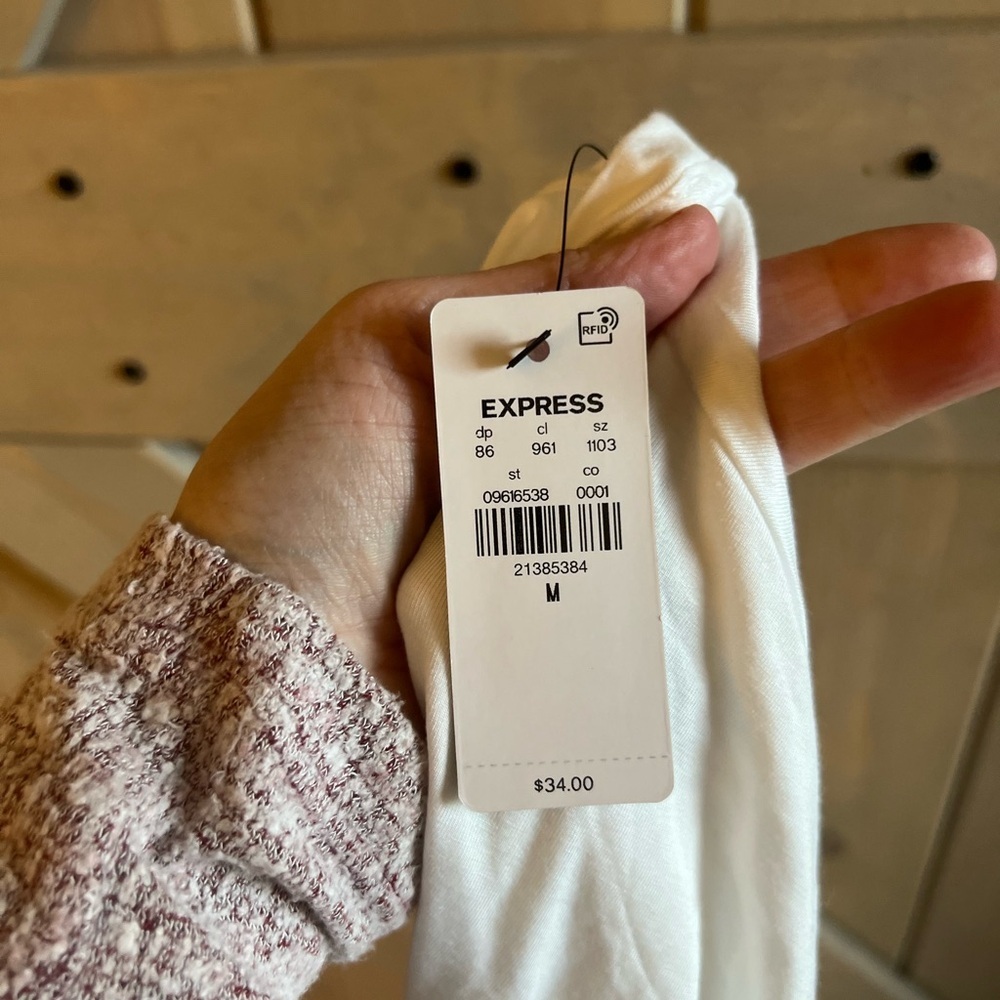 RFID
EXPRESS
dp cl sz
86 961 1103
st co
09616538 0001
21385384
M
$34.00